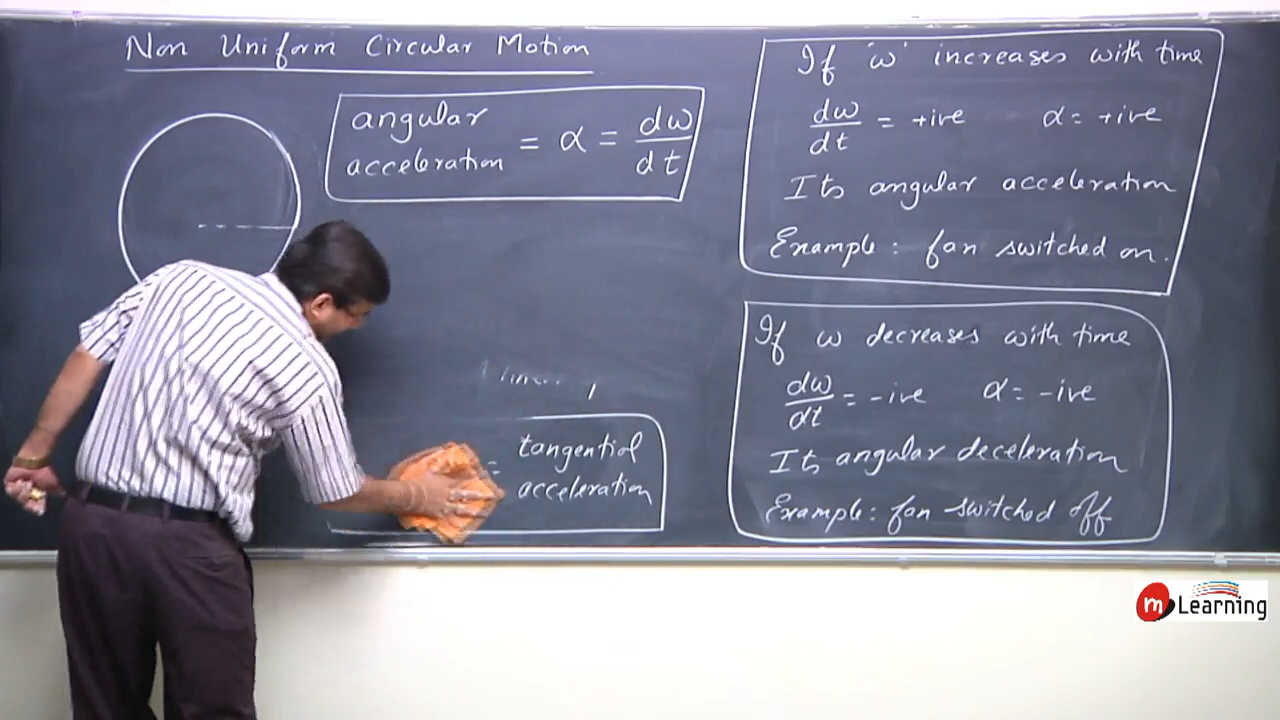 Non Uniform Circular Motion
angular
acceleration = α = dω/dt
= tangential
acceleration
If 'ω' increases with time
dω/dt = +ive α = +ive
Its angular acceleration
Example: fan switched on.
If ω decreases with time
dω/dt = -ive α = -ive
Its angular deceleration
Example: fan switched off
m Learning